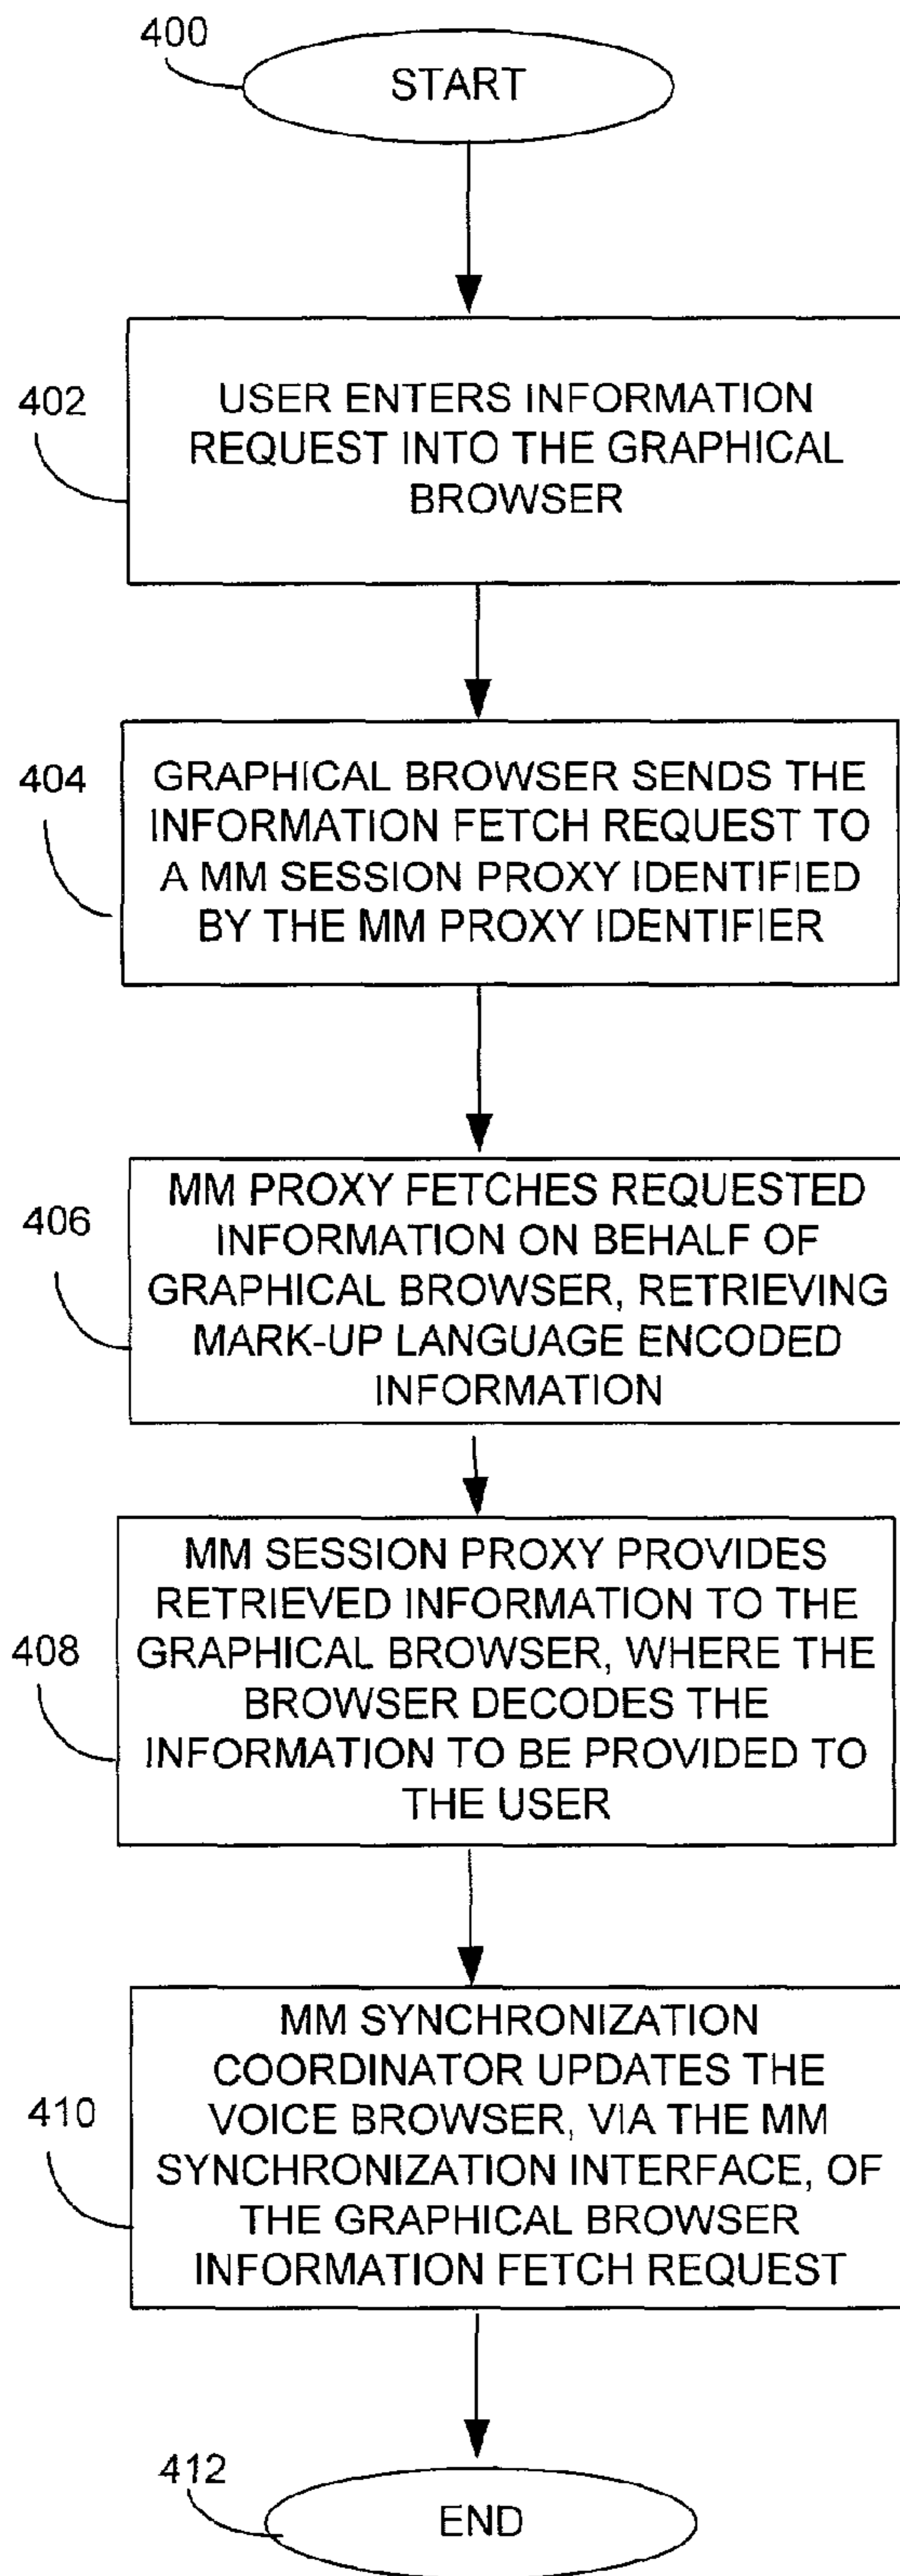 400
START
402
USER ENTERS INFORMATION
REQUEST INTO THE GRAPHICAL
BROWSER
404
GRAPHICAL BROWSER SENDS THE
INFORMATION FETCH REQUEST TO
A MM SESSION PROXY IDENTIFIED
BY THE MM PROXY IDENTIFIER
406
MM PROXY FETCHES REQUESTED
INFORMATION ON BEHALF OF
GRAPHICAL BROWSER, RETRIEVING
MARK-UP LANGUAGE ENCODED
INFORMATION
408
MM SESSION PROXY PROVIDES
RETRIEVED INFORMATION TO THE
GRAPHICAL BROWSER, WHERE THE
BROWSER DECODES THE
INFORMATION TO BE PROVIDED TO
THE USER
410
MM SYNCHRONIZATION
COORDINATOR UPDATES THE
VOICE BROWSER, VIA THE MM
SYNCHRONIZATION INTERFACE, OF
THE GRAPHICAL BROWSER
INFORMATION FETCH REQUEST
412
END